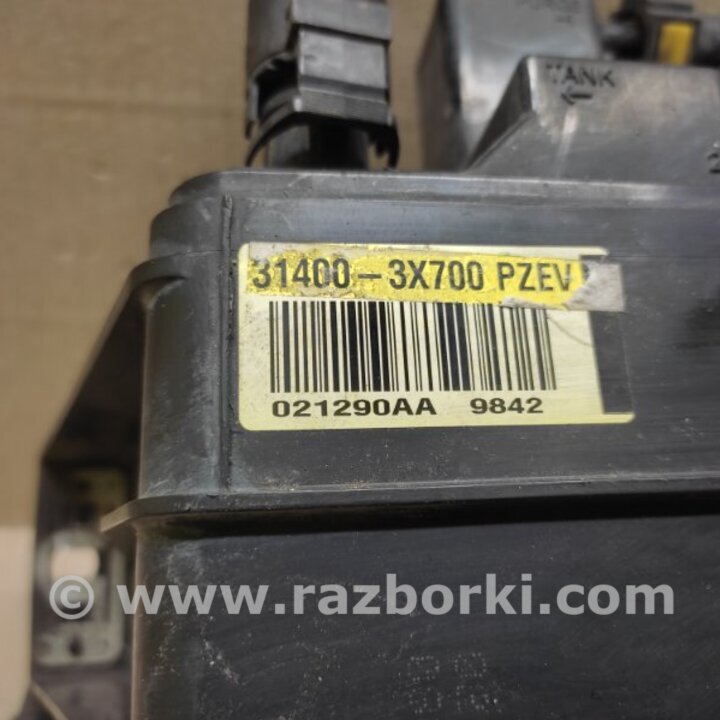 TANK
←
31400-3X700 PZEV
021290AA 9842
© www.razborki.com